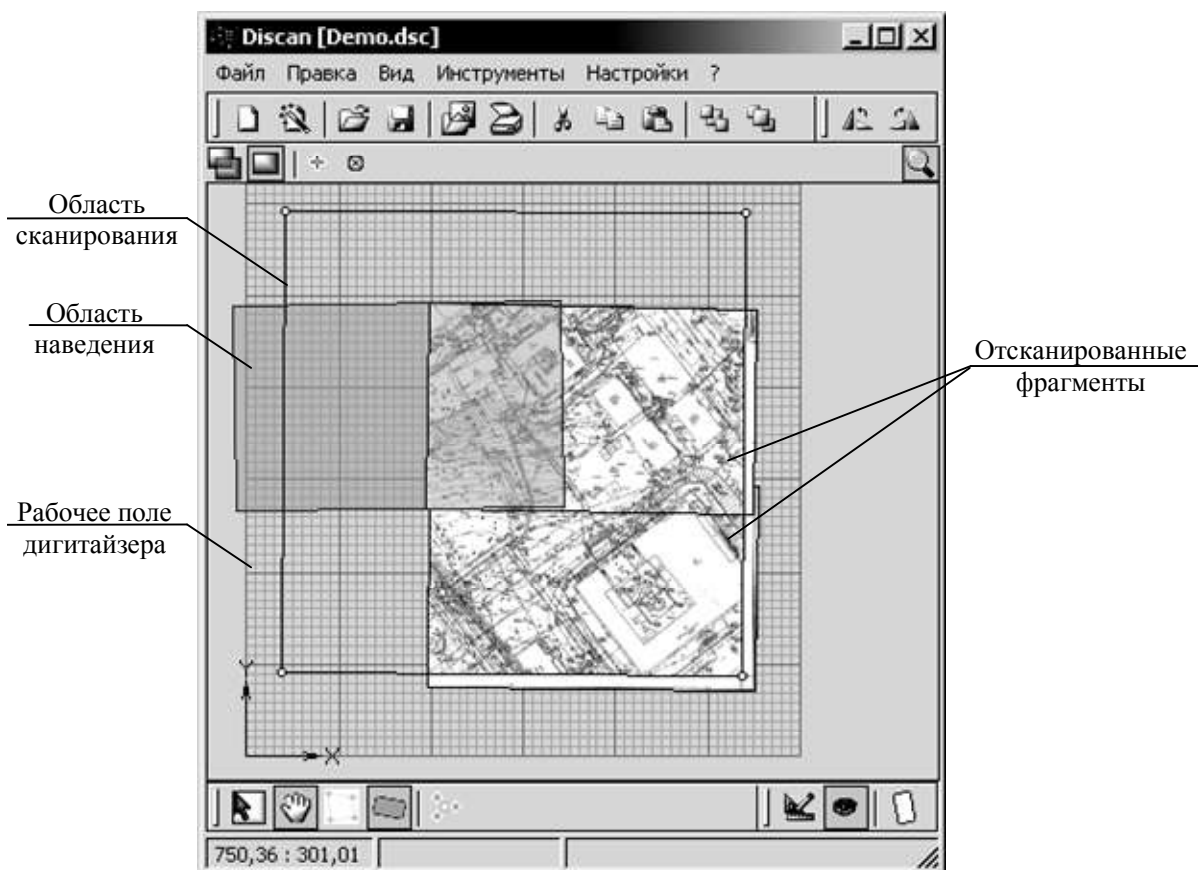 Discan [Demo.dsc]
Файл Правка Вид Инструменты Настройки ?
Область
сканирования
Область
наведения
Отсканированные
фрагменты
Рабочее поле
дигитайзера
Y
X
750,36 : 301,01